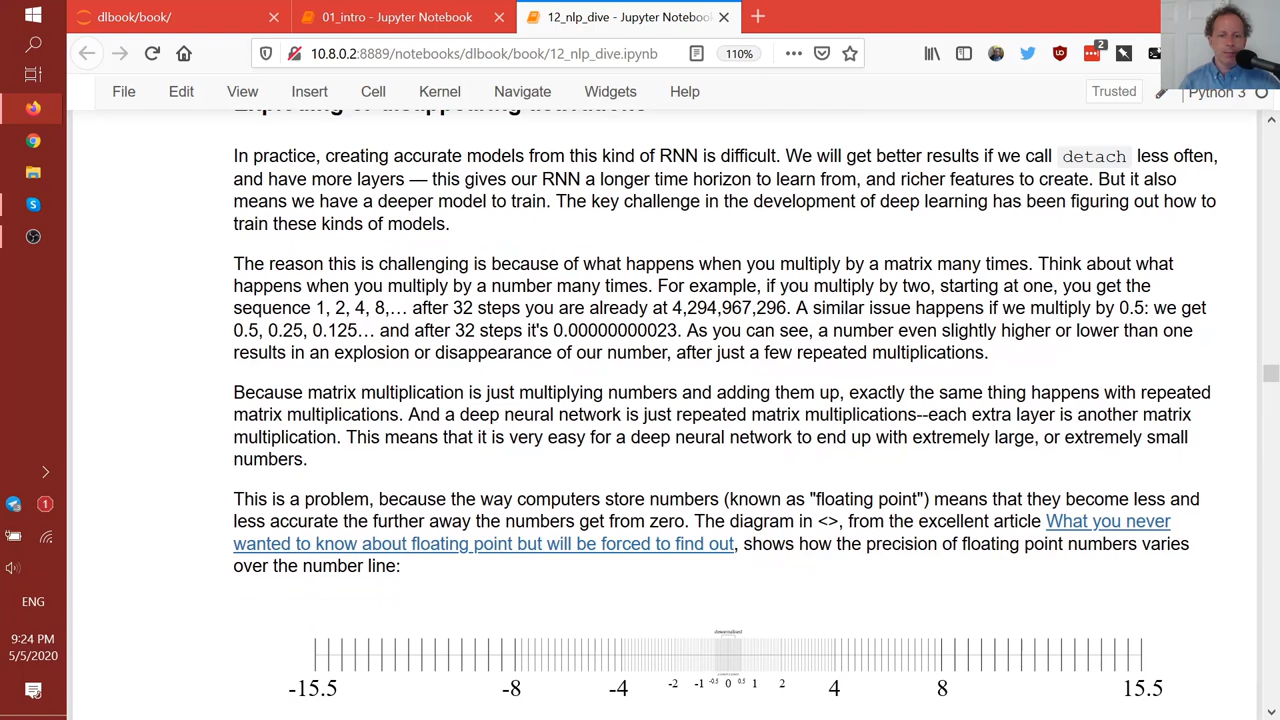 dlbook/book/
01_intro - Jupyter Notebook
12_nlp_dive - Jupyter Notebook
10.8.0.2:8889/notebooks/dlbook/book/12_nlp_dive.ipynb
110%
2
File Edit View Insert Cell Kernel Navigate Widgets Help
Trusted
Python 3
In practice, creating accurate models from this kind of RNN is difficult. We will get better results if we call detach less often,
and have more layers — this gives our RNN a longer time horizon to learn from, and richer features to create. But it also
means we have a deeper model to train. The key challenge in the development of deep learning has been figuring out how to
train these kinds of models.
The reason this is challenging is because of what happens when you multiply by a matrix many times. Think about what
happens when you multiply by a number many times. For example, if you multiply by two, starting at one, you get the
sequence 1, 2, 4, 8,… after 32 steps you are already at 4,294,967,296. A similar issue happens if we multiply by 0.5: we get
0.5, 0.25, 0.125… and after 32 steps it's 0.00000000023. As you can see, a number even slightly higher or lower than one
results in an explosion or disappearance of our number, after just a few repeated multiplications.
Because matrix multiplication is just multiplying numbers and adding them up, exactly the same thing happens with repeated
matrix multiplications. And a deep neural network is just repeated matrix multiplications--each extra layer is another matrix
multiplication. This means that it is very easy for a deep neural network to end up with extremely large, or extremely small
numbers.
This is a problem, because the way computers store numbers (known as "floating point") means that they become less and
less accurate the further away the numbers get from zero. The diagram in <>, from the excellent article What you never
wanted to know about floating point but will be forced to find out, shows how the precision of floating point numbers varies
over the number line:
denormalized
-15.5 -8 -4 -2 -1 -0.5 0 0.5 1 2 4 8 15.5
1
ENG
9:24 PM
5/5/2020